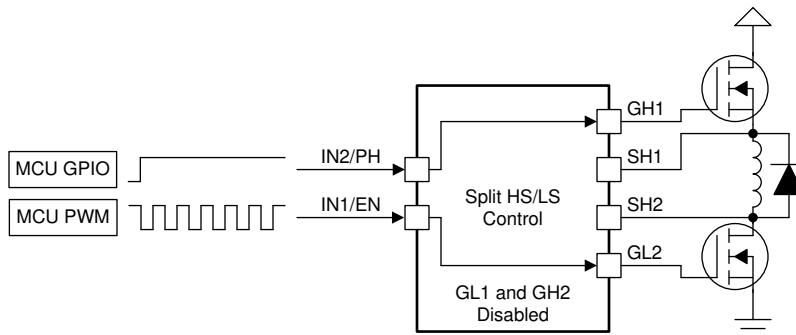 GH1
MCU GPIO
IN2/PH
SH1
MCU PWM
IN1/EN
Split HS/LS
Control
SH2
GL2
GL1 and GH2
Disabled